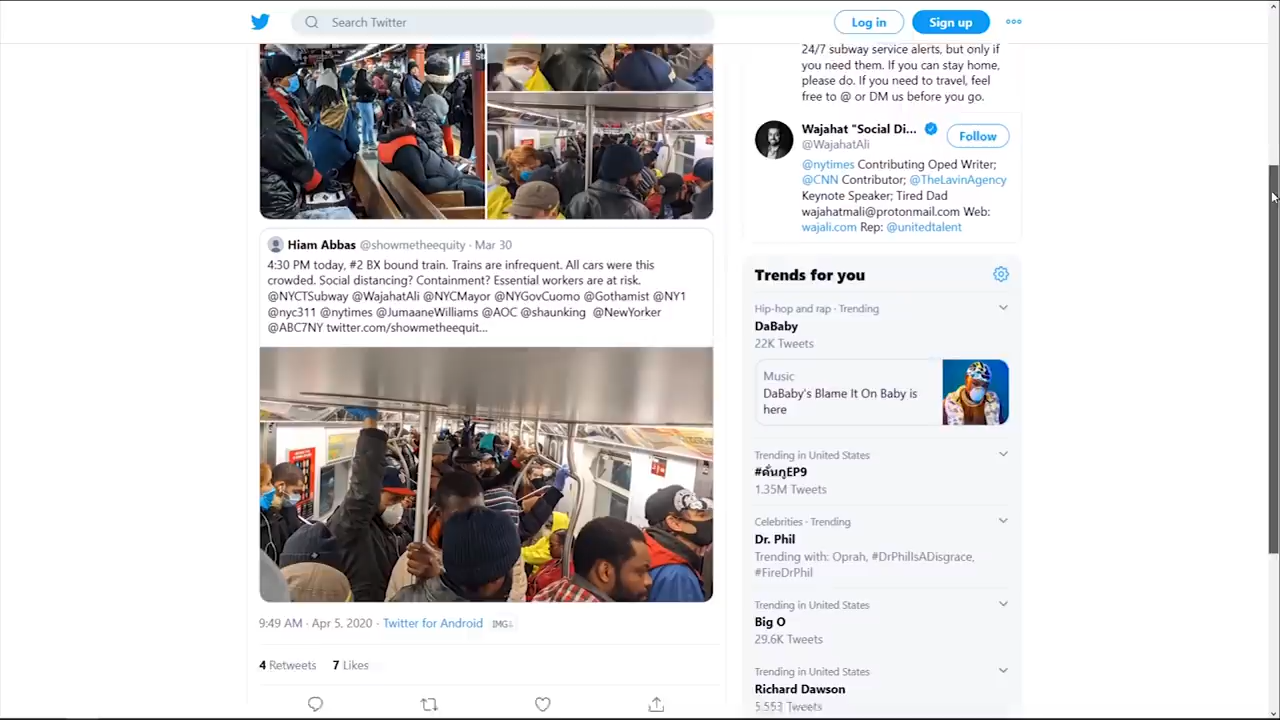 Search Twitter
Log in
Sign up
Hiam Abbas @showmetheequity · Mar 30
4:30 PM today, #2 BX bound train. Trains are infrequent. All cars were this
crowded. Social distancing? Containment? Essential workers are at risk.
@NYCTSubway @WajahatAli @NYCMayor @NYGovCuomo @Gothamist @NY1
@nyc311 @nytimes @JumaaneWilliams @AOC @shaunking @NewYorker
@ABC7NY twitter.com/showmetheequit...
9:49 AM · Apr 5, 2020 · Twitter for Android
4 Retweets 7 Likes
24/7 subway service alerts, but only if
you need them. If you can stay home,
please do. If you need to travel, feel
free to @ or DM us before you go.
Wajahat "Social Di...
Follow
@WajahatAli
@nytimes Contributing Oped Writer;
@CNN Contributor; @TheLavinAgency
Keynote Speaker; Tired Dad
wajahatmali@protonmail.com Web:
wajali.com Rep: @unitedtalent
Trends for you
Hip-hop and rap · Trending
DaBaby
22K Tweets
Music
DaBaby's Blame It On Baby is
here
Trending in United States
#คั่นกูEP9
1.35M Tweets
Celebrities · Trending
Dr. Phil
Trending with: Oprah, #DrPhilIsADisgrace,
#FireDrPhil
Trending in United States
Big O
29.6K Tweets
Trending in United States
Richard Dawson
5,553 Tweets